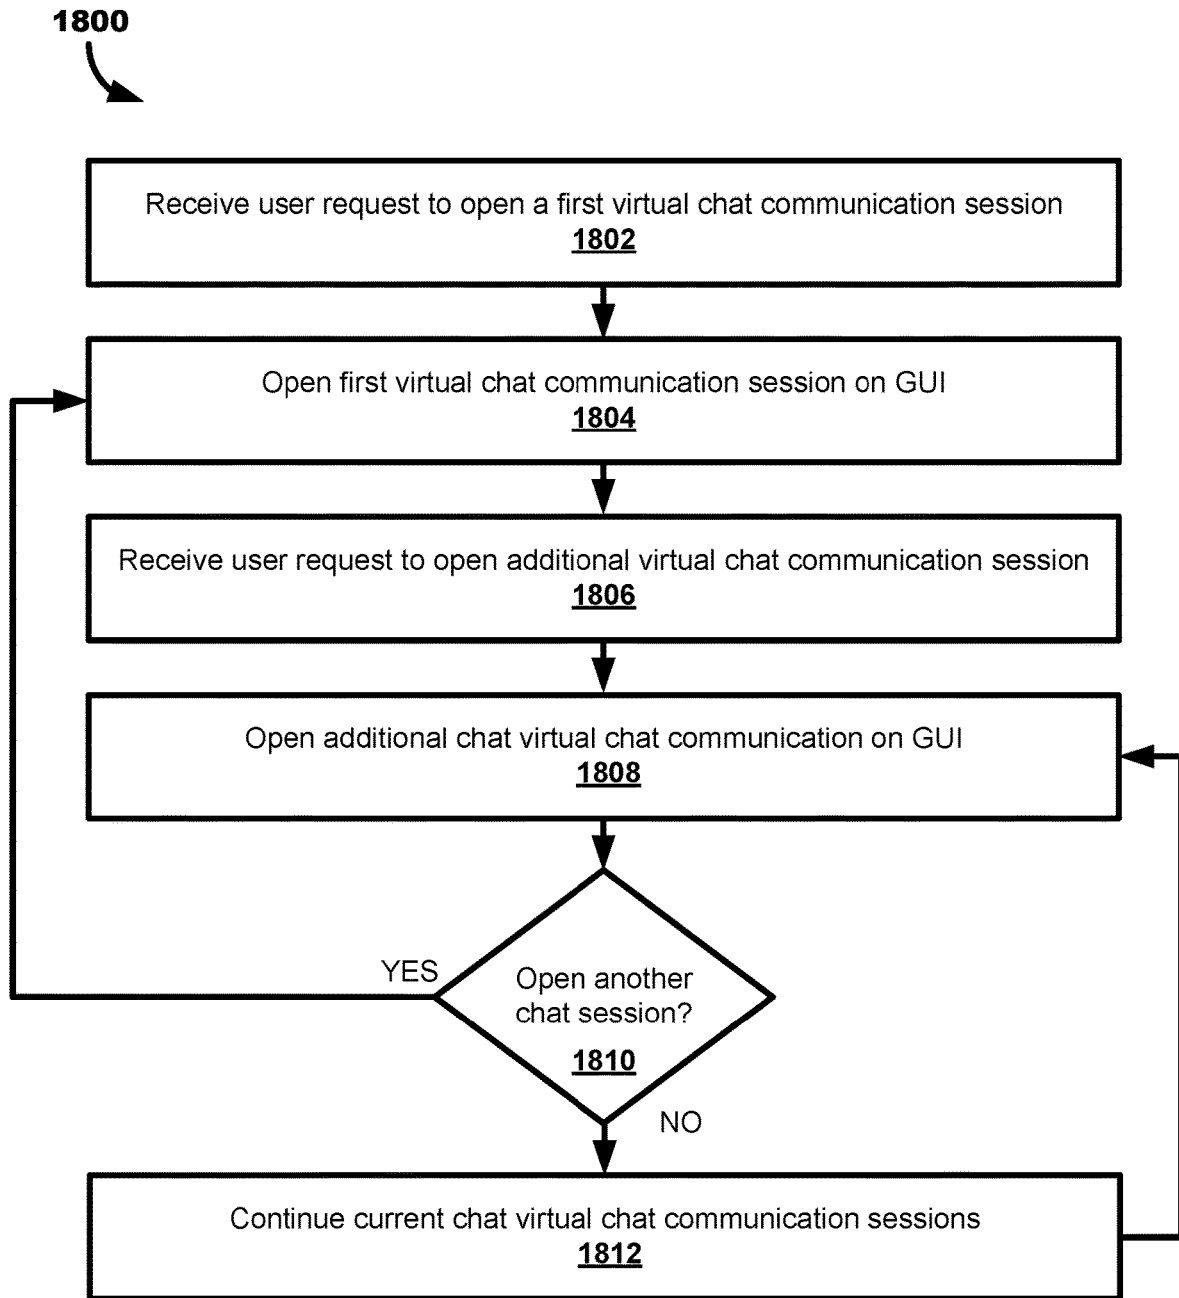 1800
Receive user request to open a first virtual chat communication session
1802
Open first virtual chat communication session on GUI
1804
Receive user request to open additional virtual chat communication session
1806
Open additional chat virtual chat communication on GUI
1808
YES
Open another
chat session?
1810
NO
Continue current chat virtual chat communication sessions
1812